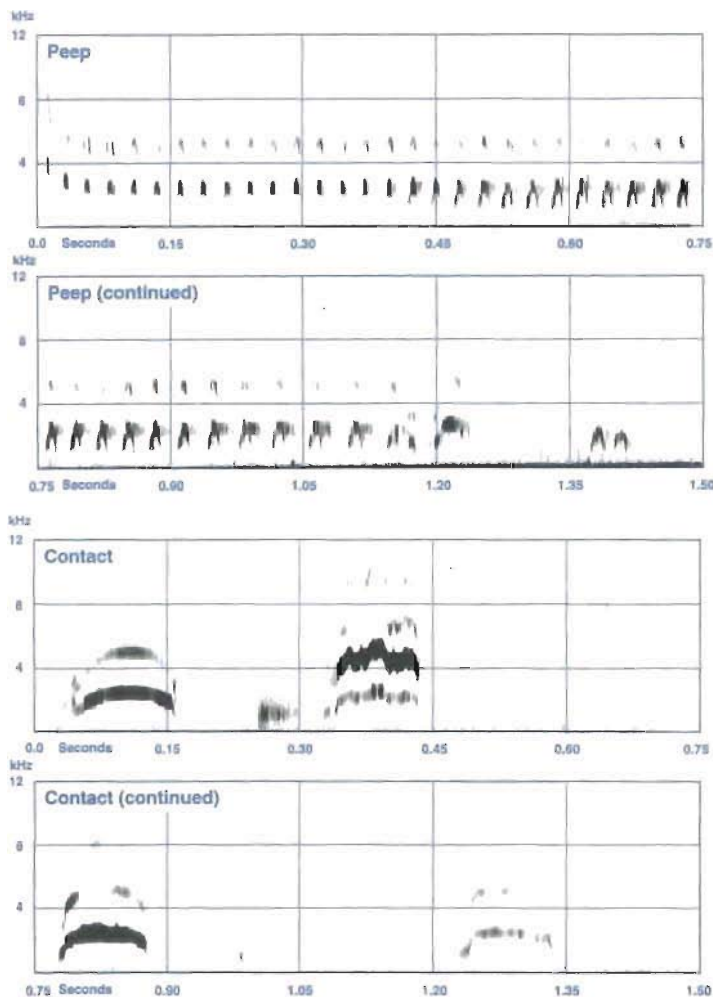 kHz
12
Peep
8
4
0.0 Seconds 0.15 0.30 0.45 0.60 0.75
kHz
12
Peep (continued)
8
4
0.75 Seconds 0.90 1.05 1.20 1.35 1.50
kHz
12
Contact
8
4
0.0 Seconds 0.15 0.30 0.45 0.60 0.75
kHz
12
Contact (continued)
8
4
0.75 Seconds 0.90 1.05 1.20 1.35 1.50